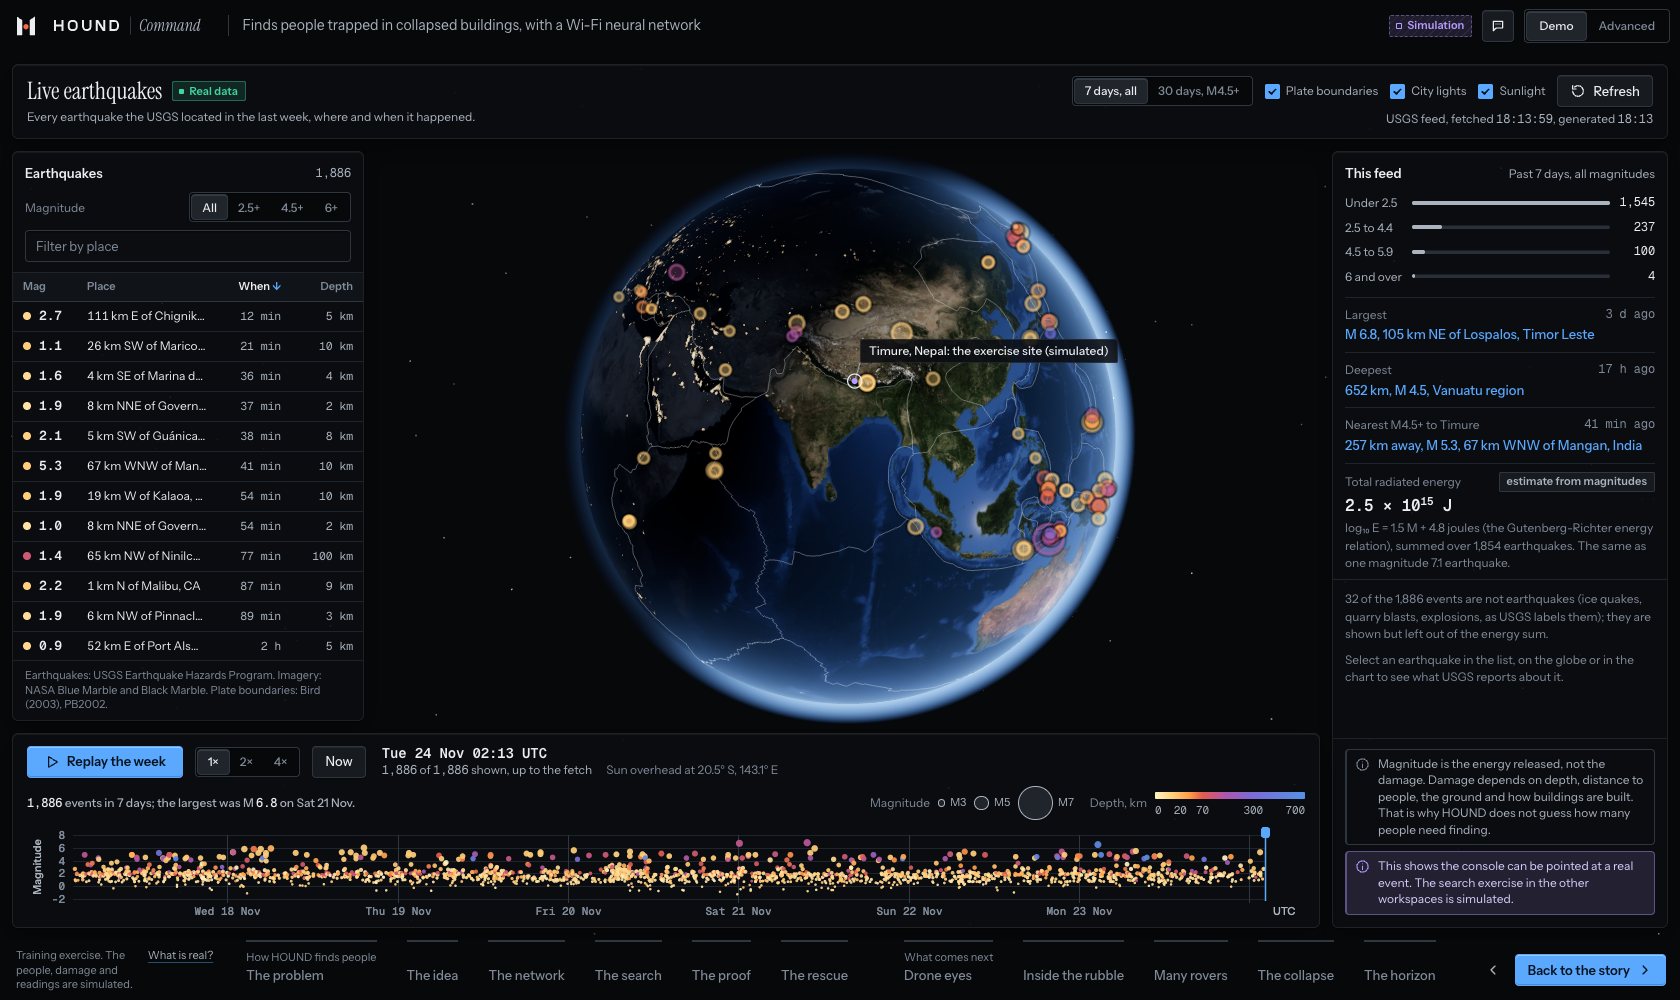 HOUND Command
Finds people trapped in collapsed buildings, with a Wi-Fi neural network
Simulation
Demo
Advanced
Live earthquakes
Real data
Every earthquake the USGS located in the last week, where and when it happened.
7 days, all
30 days, M4.5+
Plate boundaries
City lights
Sunlight
Refresh
USGS feed, fetched 18:13:59, generated 18:13
Earthquakes 1,886
Magnitude All 2.5+ 4.5+ 6+
Filter by place
Mag Place When Depth
2.7 111 km E of Chignik... 12 min 5 km
1.1 26 km SW of Marico... 21 min 10 km
1.6 4 km SE of Marina d... 36 min 4 km
1.9 8 km NNE of Govern... 37 min 2 km
2.1 5 km SW of Guánica... 38 min 8 km
5.3 67 km WNW of Man... 41 min 10 km
1.9 19 km W of Kalaoa, ... 54 min 10 km
1.0 8 km NNE of Govern... 54 min 2 km
1.4 65 km NW of Ninilc... 77 min 100 km
2.2 1 km N of Malibu, CA 87 min 9 km
1.9 6 km NW of Pinnacl... 89 min 3 km
0.9 52 km E of Port Als... 2 h 5 km
Earthquakes: USGS Earthquake Hazards Program. Imagery:
NASA Blue Marble and Black Marble. Plate boundaries: Bird
(2003), PB2002.
Timure, Nepal: the exercise site (simulated)
This feed Past 7 days, all magnitudes
Under 2.5 1,545
2.5 to 4.4 237
4.5 to 5.9 100
6 and over 4
Largest 3 d ago
M 6.8, 105 km NE of Lospalos, Timor Leste
Deepest 17 h ago
652 km, M 4.5, Vanuatu region
Nearest M4.5+ to Timure 41 min ago
257 km away, M 5.3, 67 km WNW of Mangan, India
Total radiated energy estimate from magnitudes
2.5 × 10¹⁵ J
log₁₀ E = 1.5 M + 4.8 joules (the Gutenberg-Richter energy
relation), summed over 1,854 earthquakes. The same as
one magnitude 7.1 earthquake.
32 of the 1,886 events are not earthquakes (ice quakes,
quarry blasts, explosions, as USGS labels them); they are
shown but left out of the energy sum.
Select an earthquake in the list, on the globe or in the
chart to see what USGS reports about it.
Magnitude is the energy released, not the
damage. Damage depends on depth, distance to
people, the ground and how buildings are built.
That is why HOUND does not guess how many
people need finding.
This shows the console can be pointed at a real
event. The search exercise in the other
workspaces is simulated.
Replay the week
1× 2× 4×
Now
Tue 24 Nov 02:13 UTC
1,886 of 1,886 shown, up to the fetch Sun overhead at 20.5° S, 143.1° E
1,886 events in 7 days; the largest was M 6.8 on Sat 21 Nov.
Magnitude M3 M5 M7 Depth, km 0 20 70 300 700
Magnitude
8
6
4
2
0
-2
Wed 18 Nov Thu 19 Nov Fri 20 Nov Sat 21 Nov Sun 22 Nov Mon 23 Nov UTC
Training exercise. The
people, damage and
readings are simulated.
What is real?
How HOUND finds people
The problem
The idea
The network
The search
The proof
The rescue
What comes next
Drone eyes
Inside the rubble
Many rovers
The collapse
The horizon
Back to the story